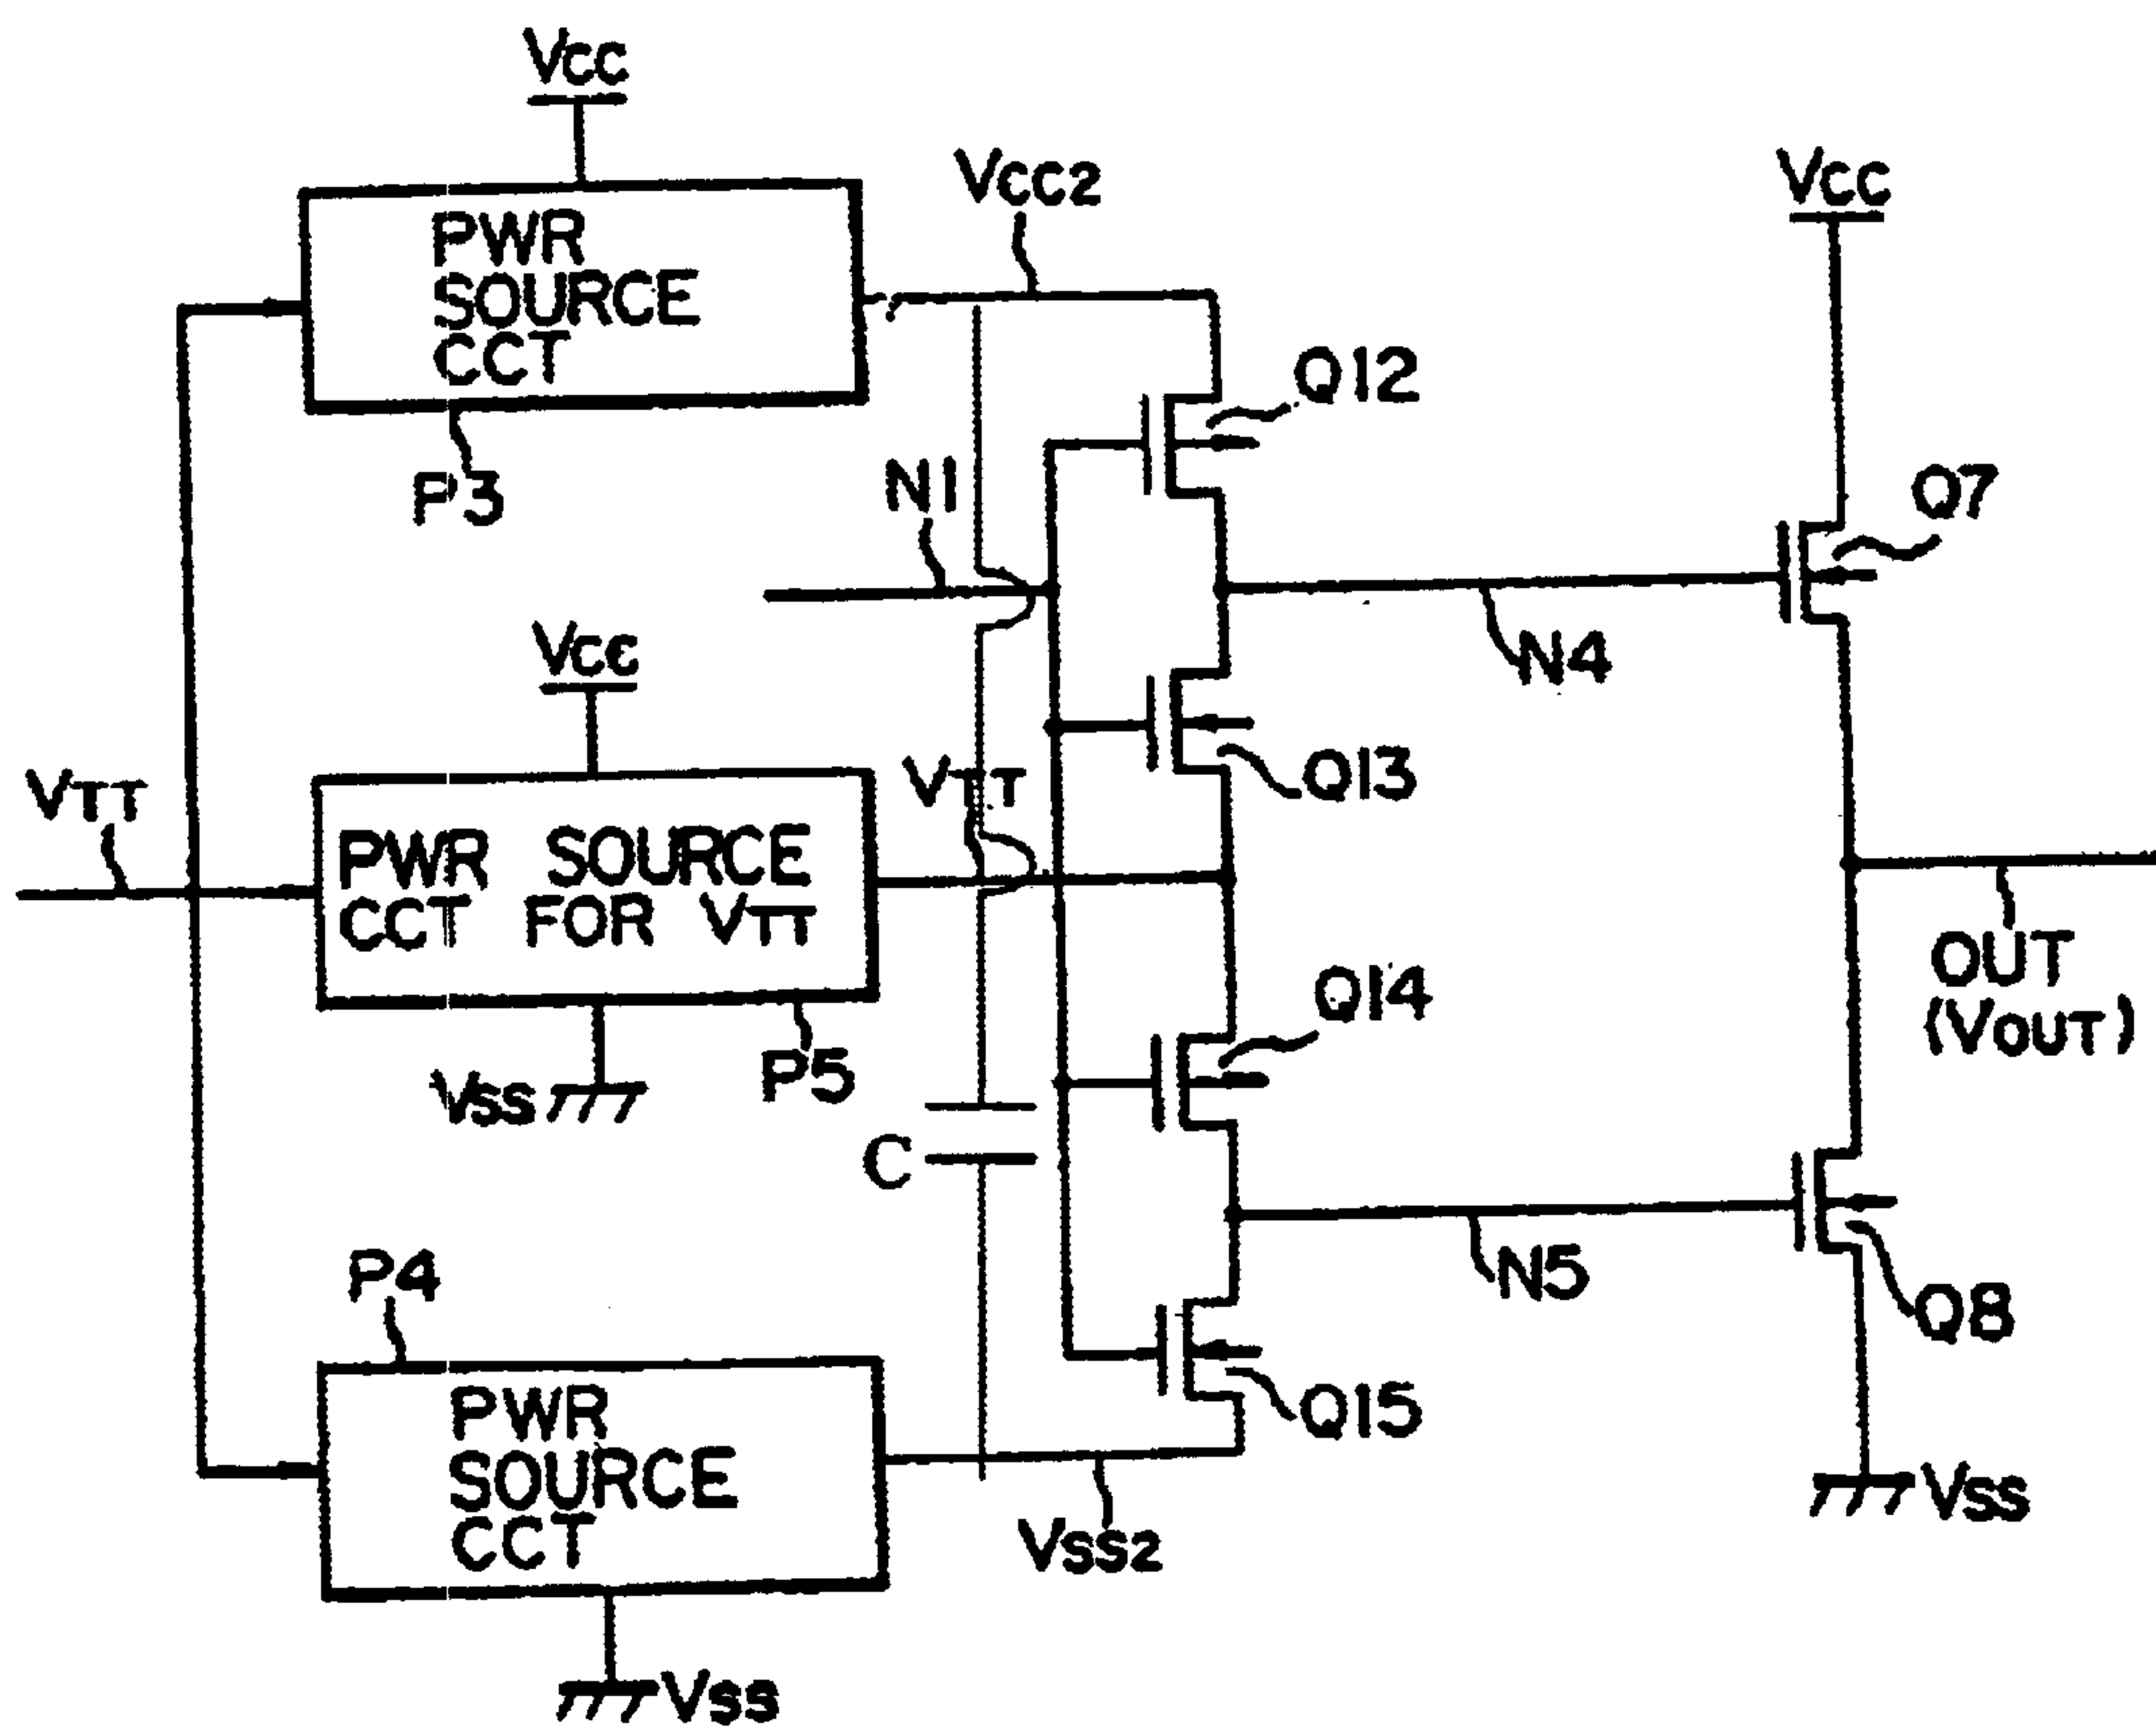 Vcc
PWR
SOURCE
CCT
P3
Vcc2
Q12
N1
Vcc
Q7
N4
Vcc
Q13
VTT
VTT
PWR SOURCE
CCT FOR VTT
P5
Vss
Q14
OUT
(VOUT)
C
N5
Q8
P4
PWR
SOURCE
CCT
Q15
Vss2
Vss
Vss